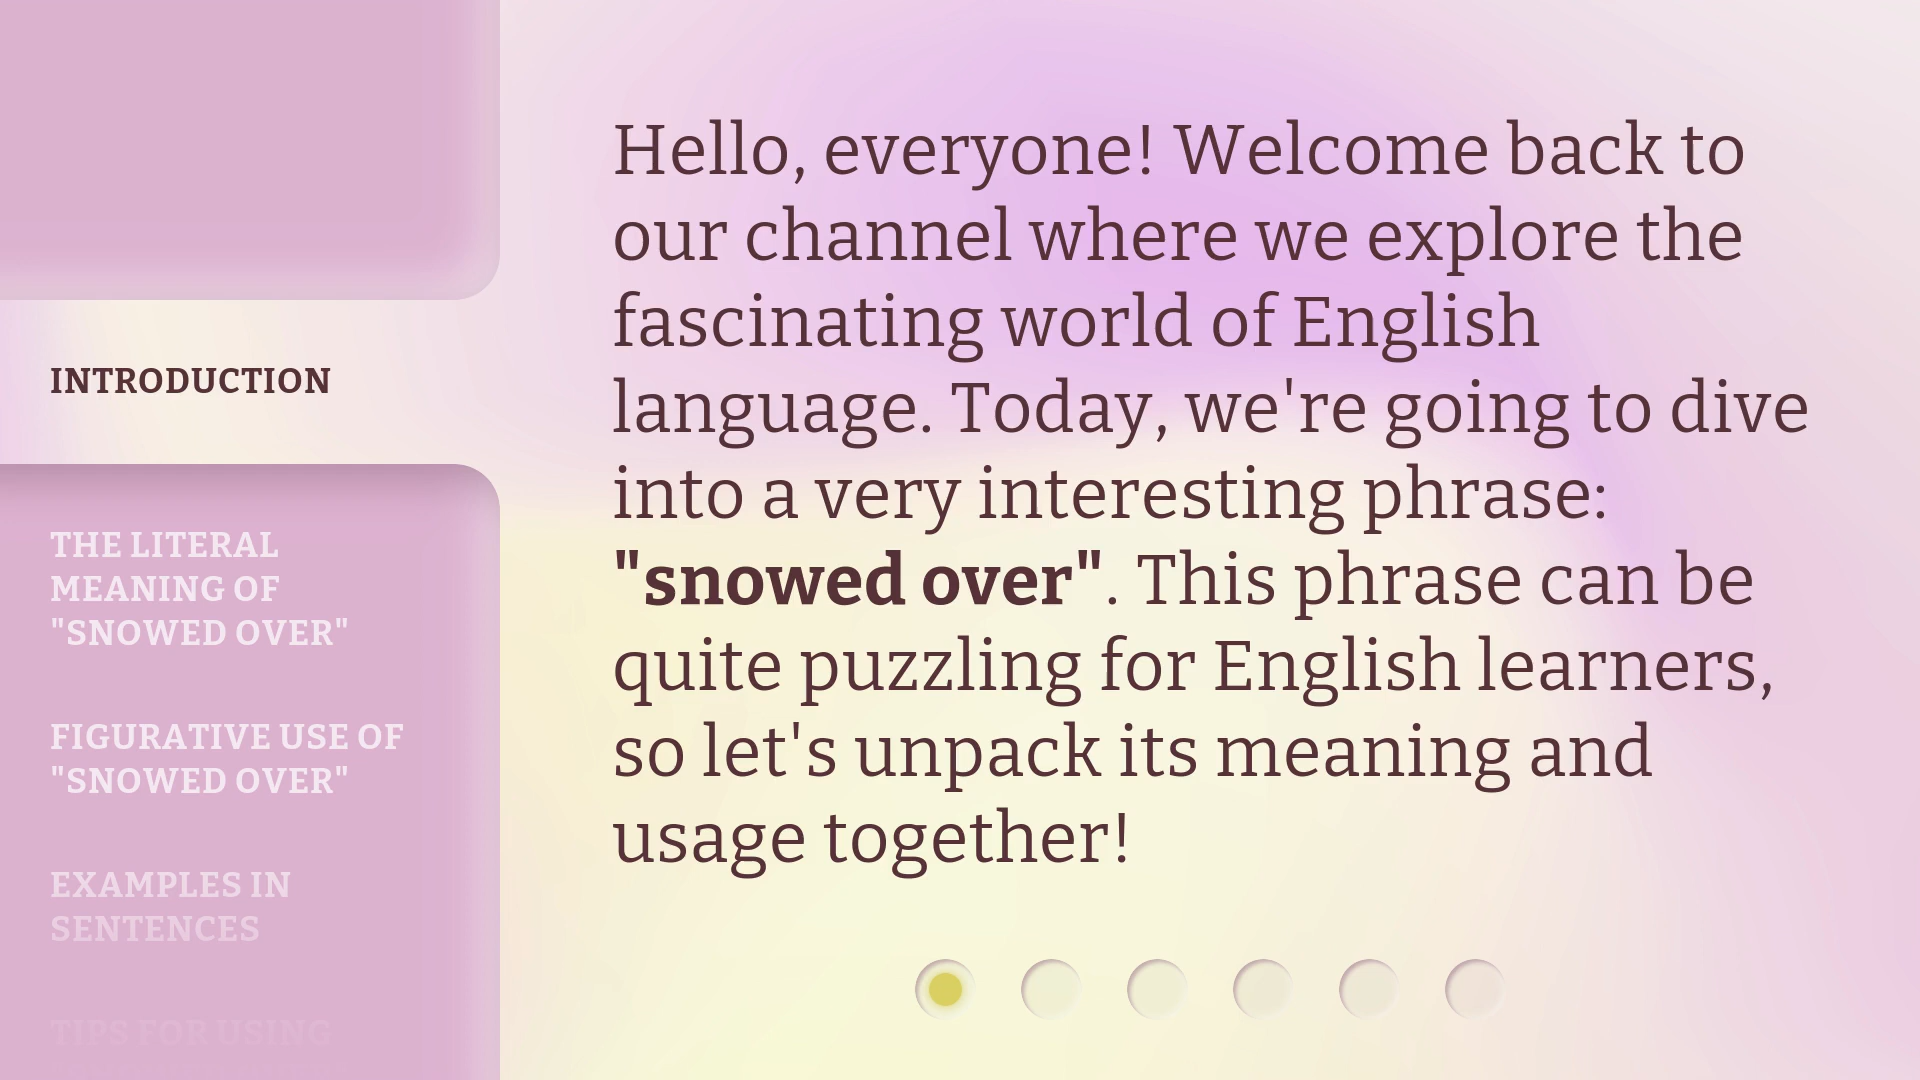 INTRODUCTION
THE LITERAL
MEANING OF
"SNOWED OVER"
FIGURATIVE USE OF
"SNOWED OVER"
EXAMPLES IN
SENTENCES
TIPS FOR USING
Hello, everyone! Welcome back to
our channel where we explore the
fascinating world of English
language. Today, we're going to dive
into a very interesting phrase:
"snowed over". This phrase can be
quite puzzling for English learners,
so let's unpack its meaning and
usage together!